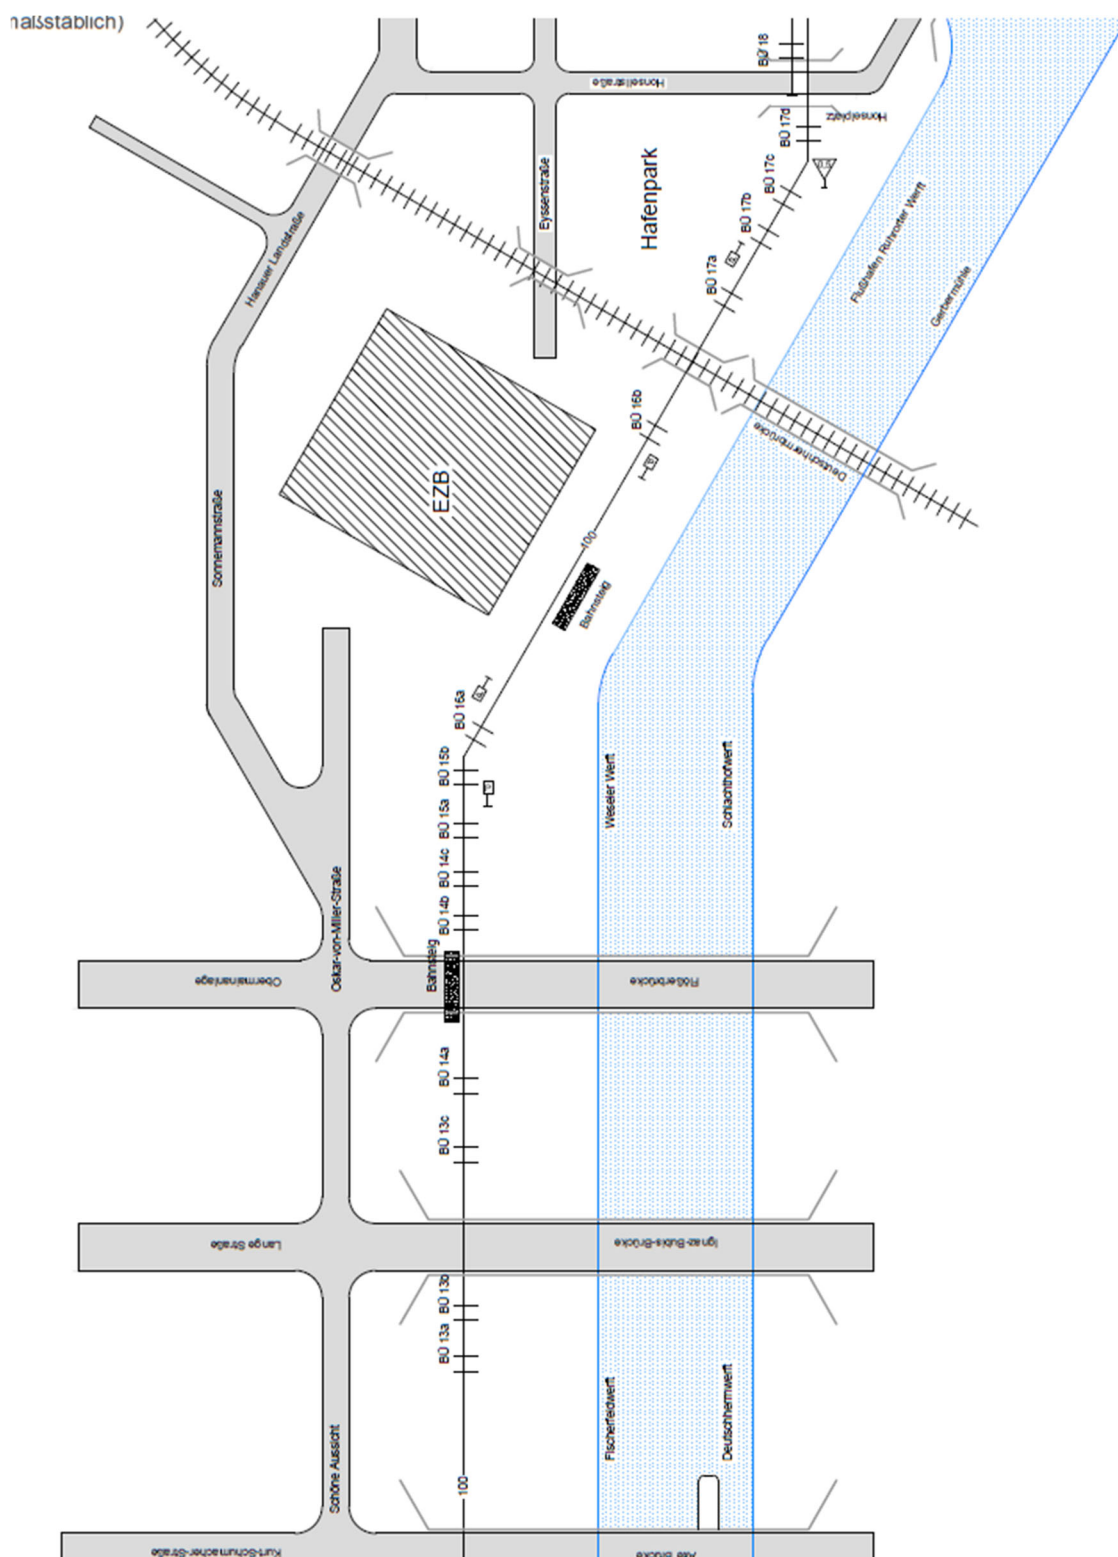 naßstäblich)
BÜ 18
Honsellstraße
Honselplatz
BÜ 17d
BÜ 17c
BÜ 17b
BÜ 17a
Eyssenstraße
Hafenpark
Hanauer Landstraße
Flußhafen Ruhrorter Werft
Gerbermühle
BÜ 16b
Deutschherrnbrücke
EZB
Sonnemannstraße
100
Bahnsteig
BÜ 16a
BÜ 15b
BÜ 15a
BÜ 14c
BÜ 14b
Weseler Werft
Schlachthofwerft
Oskar-von-Miller-Straße
Bahnsteig
Obermainanlage
Flößerbrücke
BÜ 14a
BÜ 13c
Lange Straße
Ignaz-Bubis-Brücke
BÜ 13b
BÜ 13a
Fischerfeldwerft
Deutschherrnwerft
Schöne Aussicht
100
Kurt-Schumacher-Straße
Alte Brücke